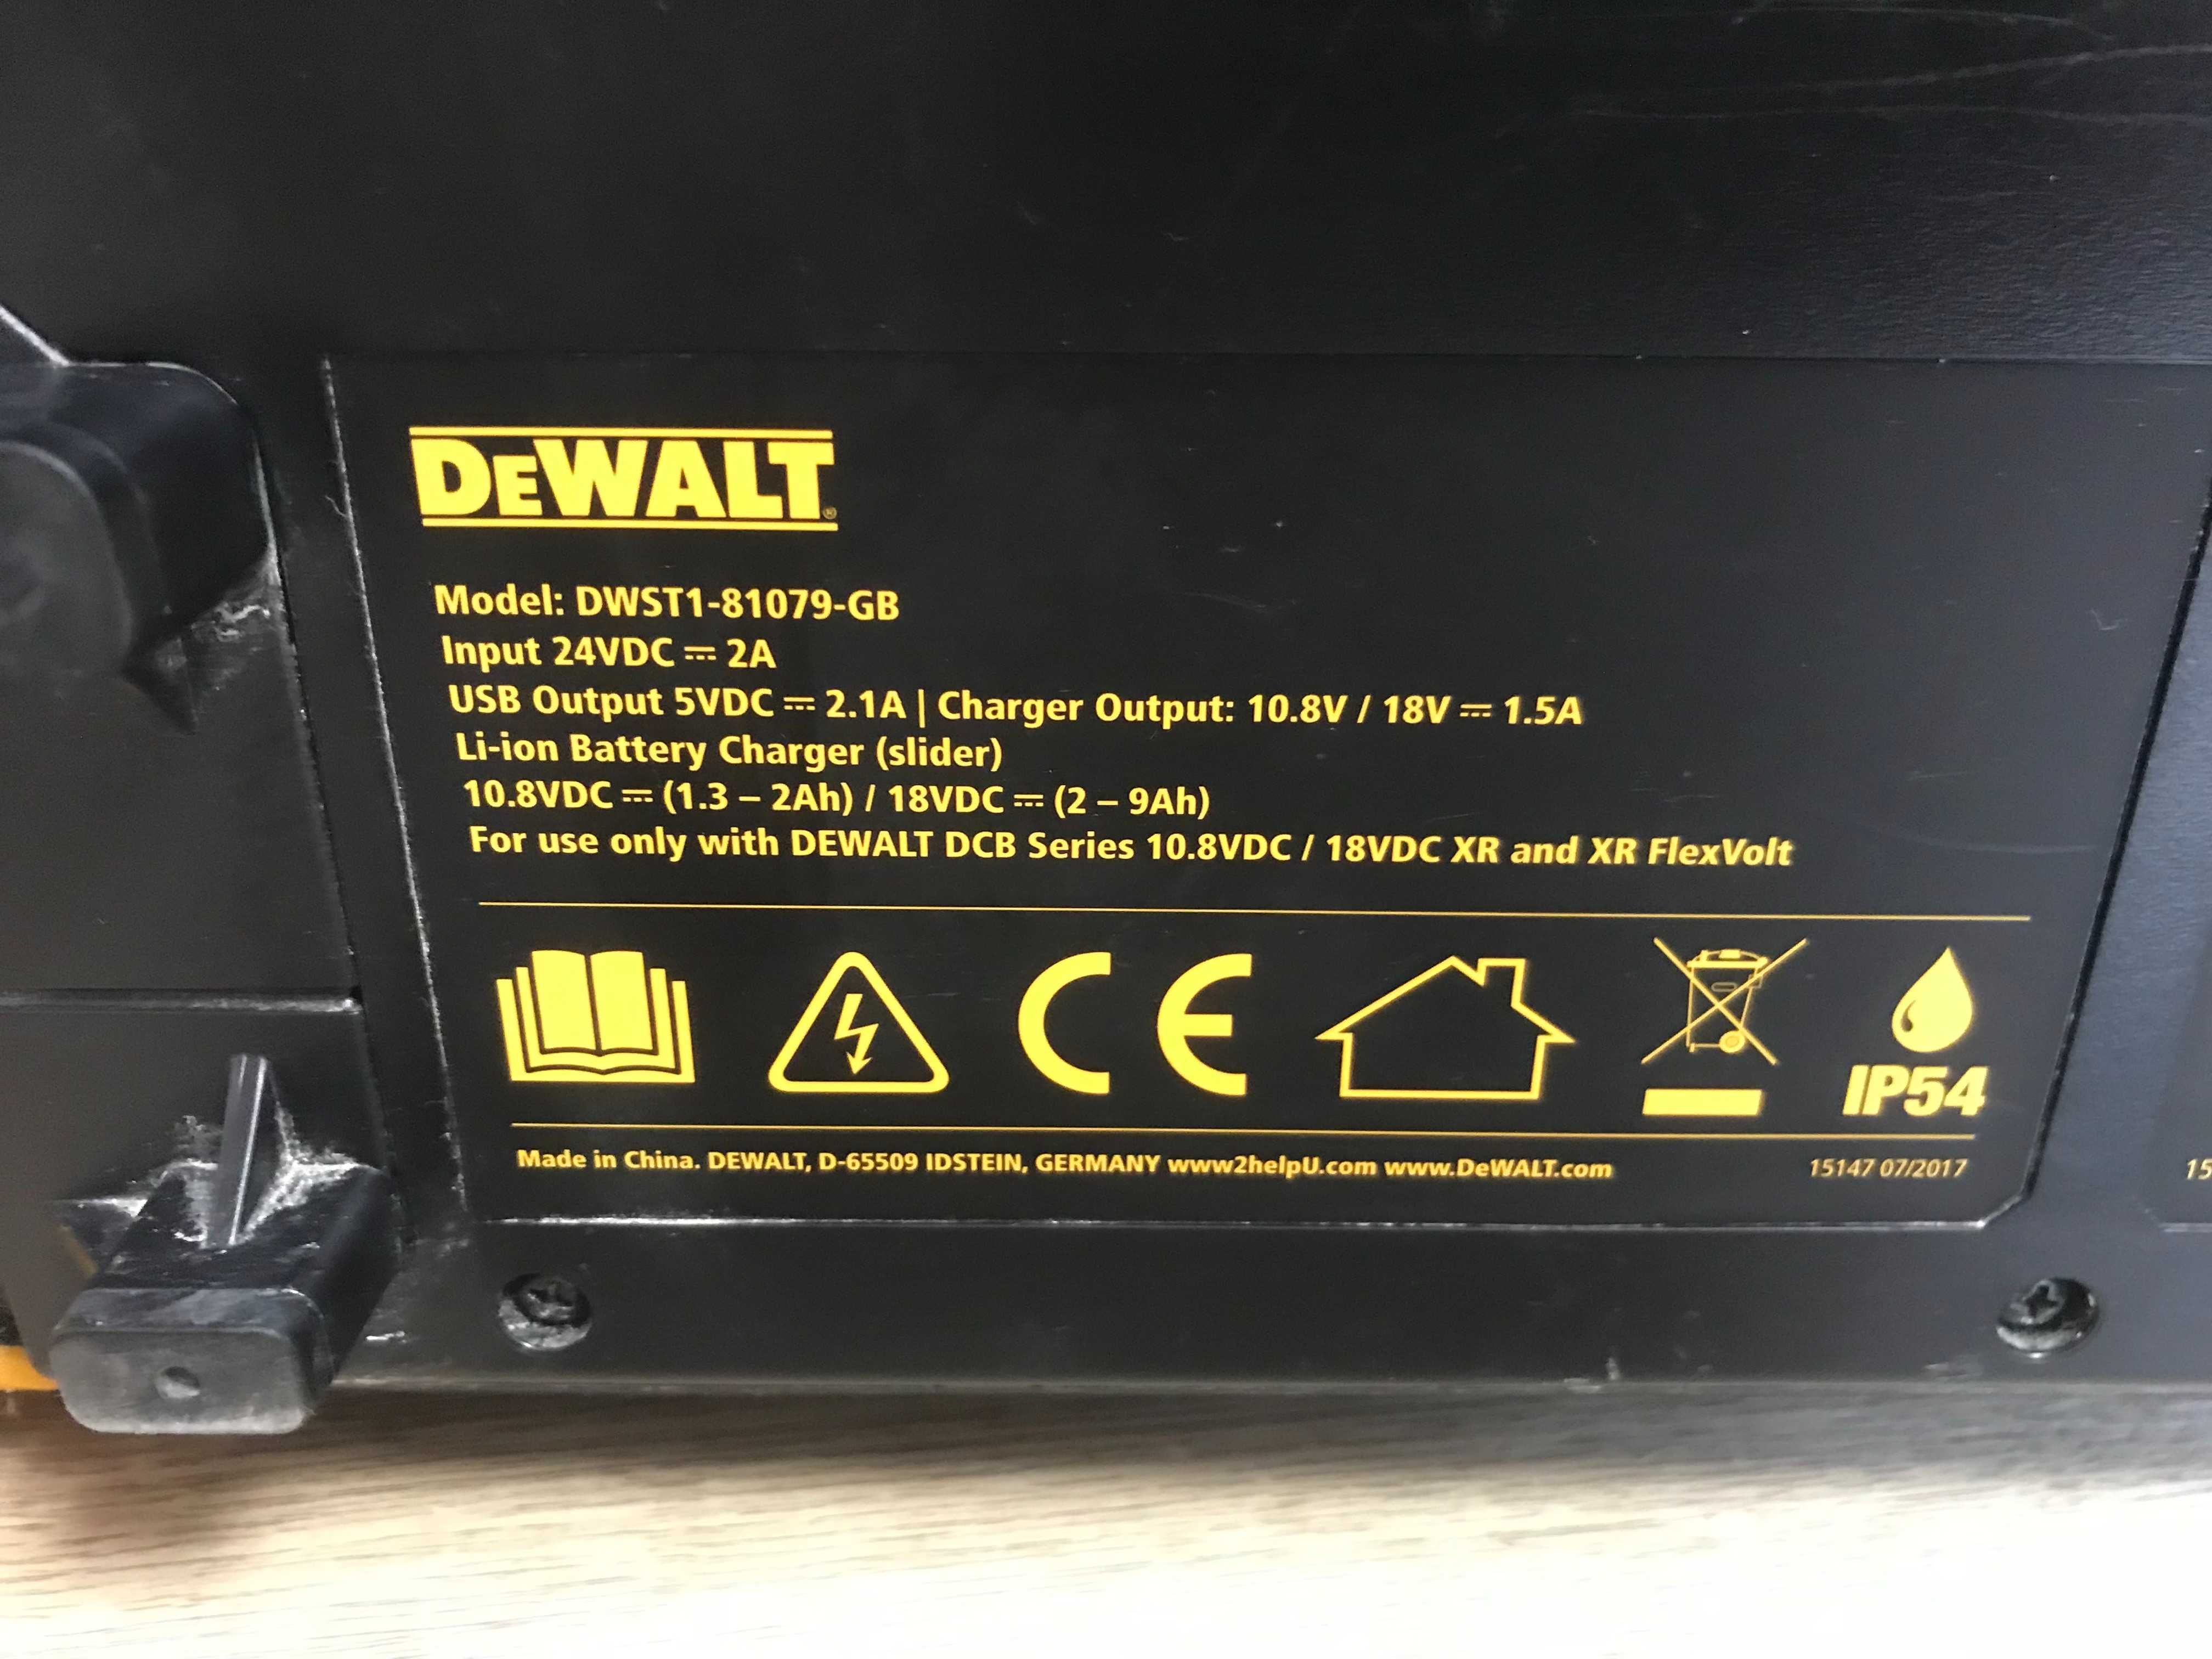 DEWALT®
Model: DWST1-81079-GB
Input 24VDC ⎓ 2A
USB Output 5VDC ⎓ 2.1A | Charger Output: 10.8V / 18V ⎓ 1.5A
Li-ion Battery Charger (slider)
10.8VDC ⎓ (1.3 – 2Ah) / 18VDC ⎓ (2 – 9Ah)
For use only with DEWALT DCB Series 10.8VDC / 18VDC XR and XR FlexVolt
CE
IP54
Made in China. DEWALT, D-65509 IDSTEIN, GERMANY www2helpU.com www.DeWALT.com 15147 07/2017
15